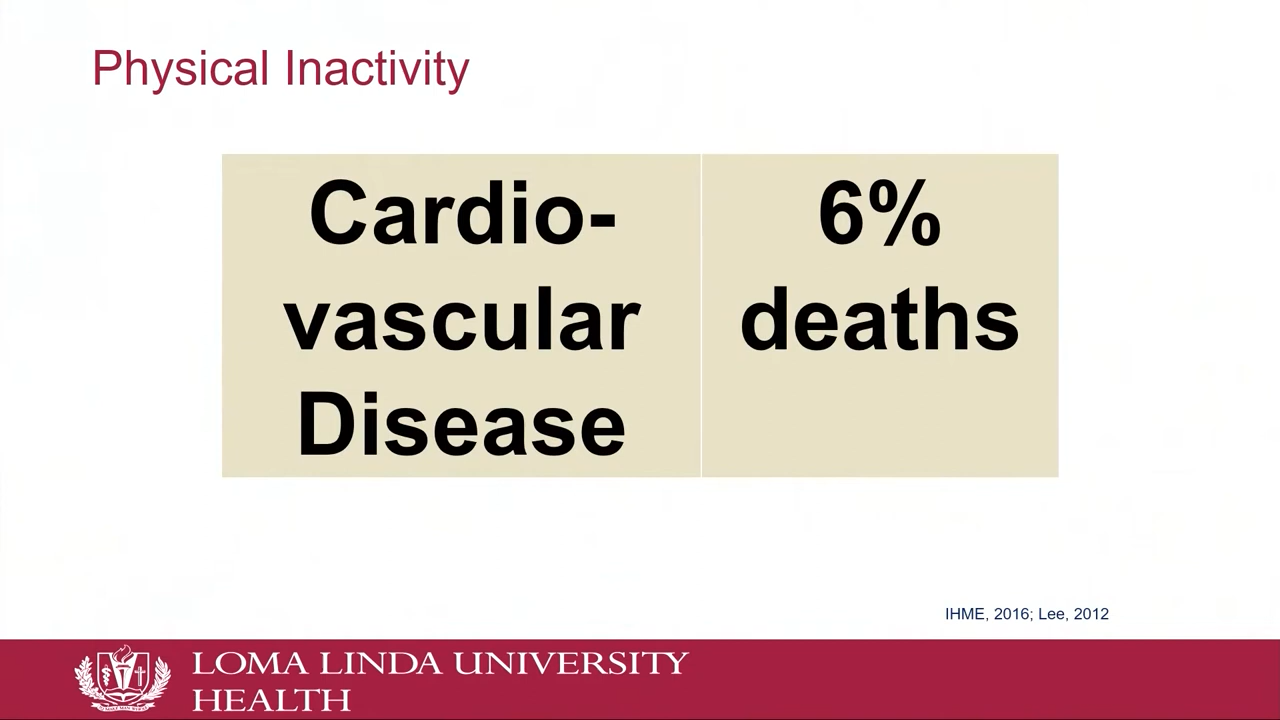 Physical Inactivity
Cardio-
vascular
Disease
6%
deaths
IHME, 2016; Lee, 2012
LOMA LINDA UNIVERSITY
HEALTH